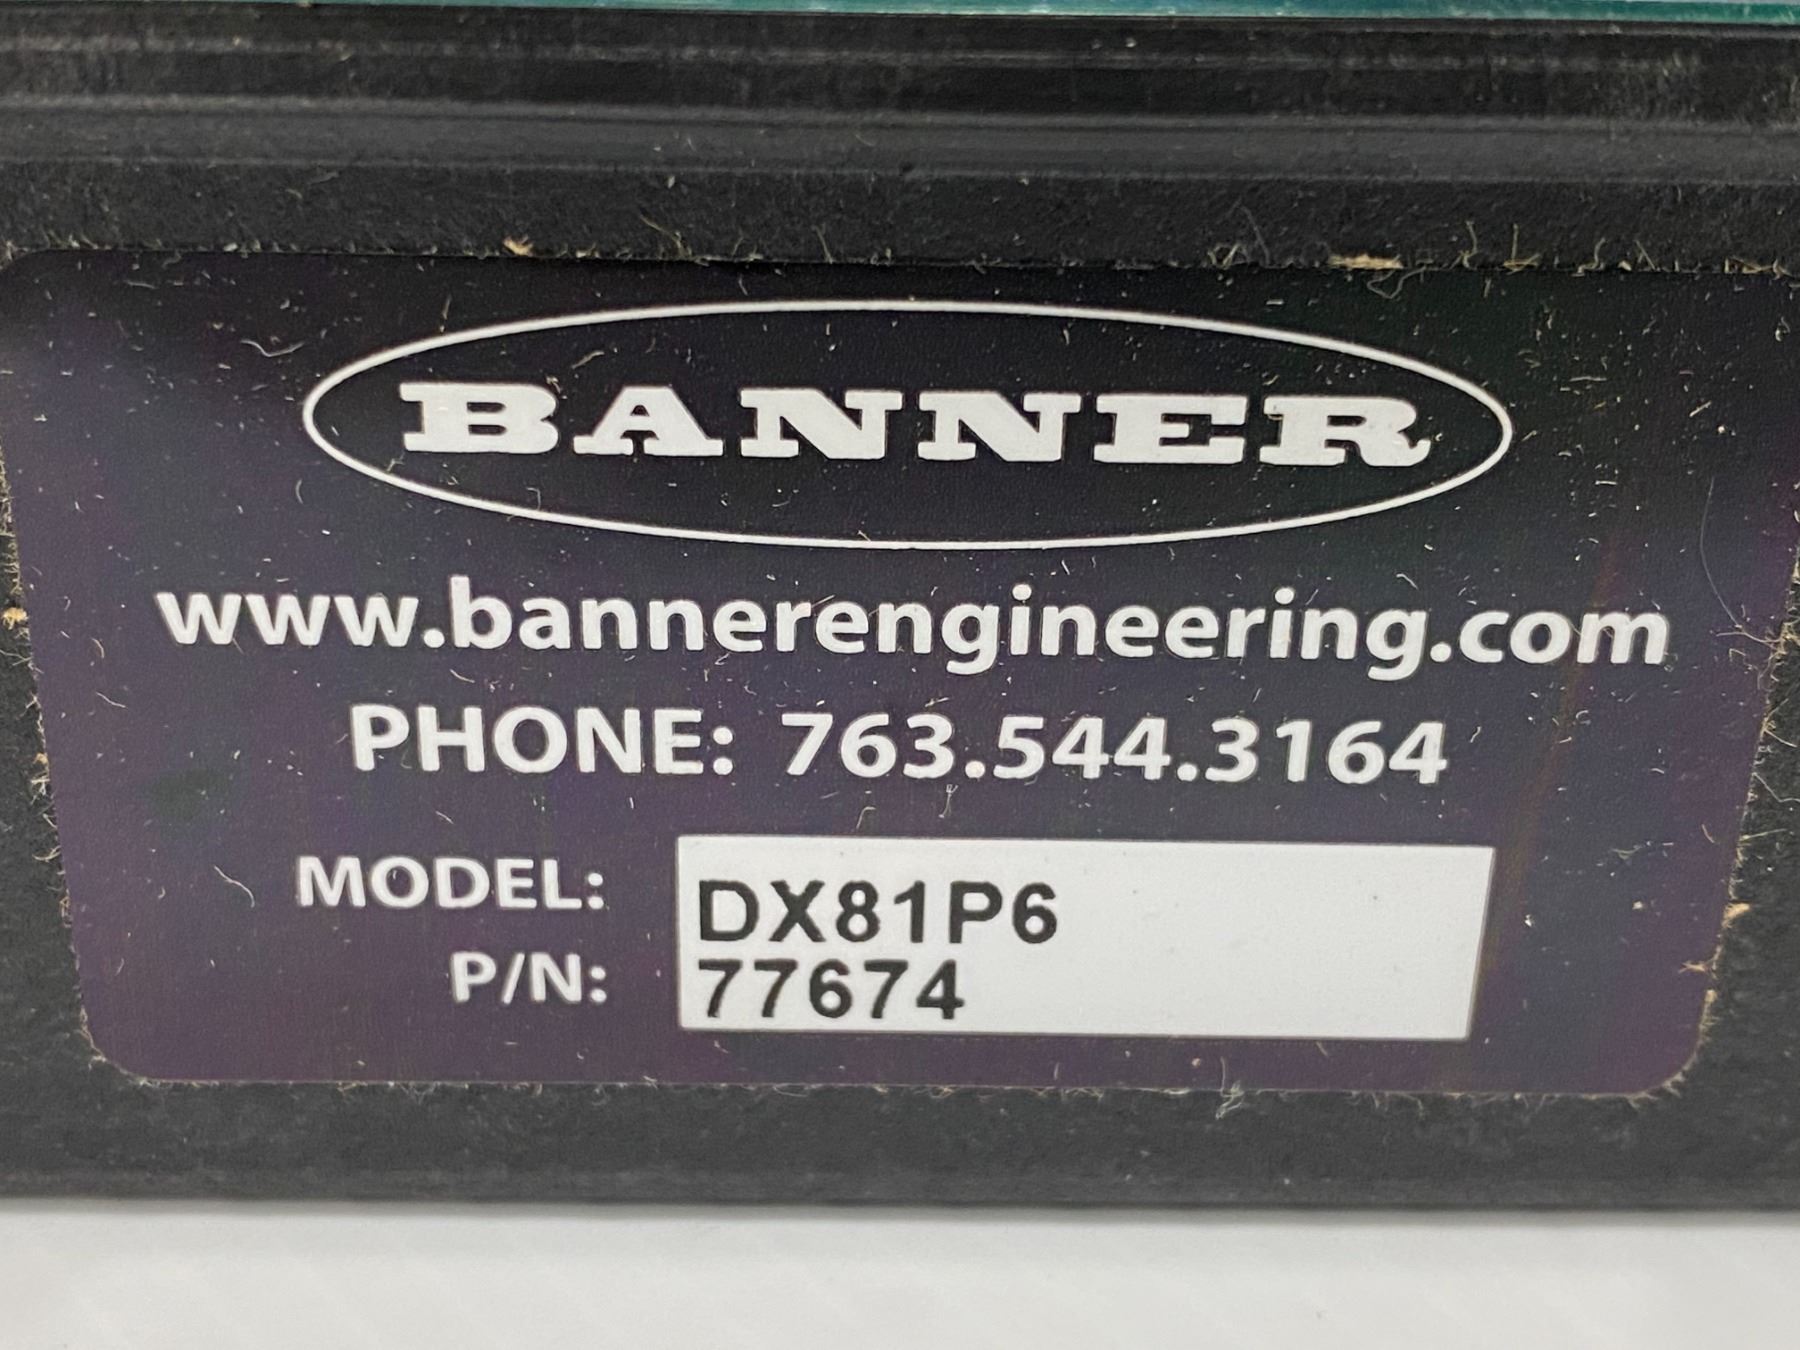 BANNER
www.bannerengineering.com
PHONE: 763.544.3164
MODEL: DX81P6
P/N: 77674